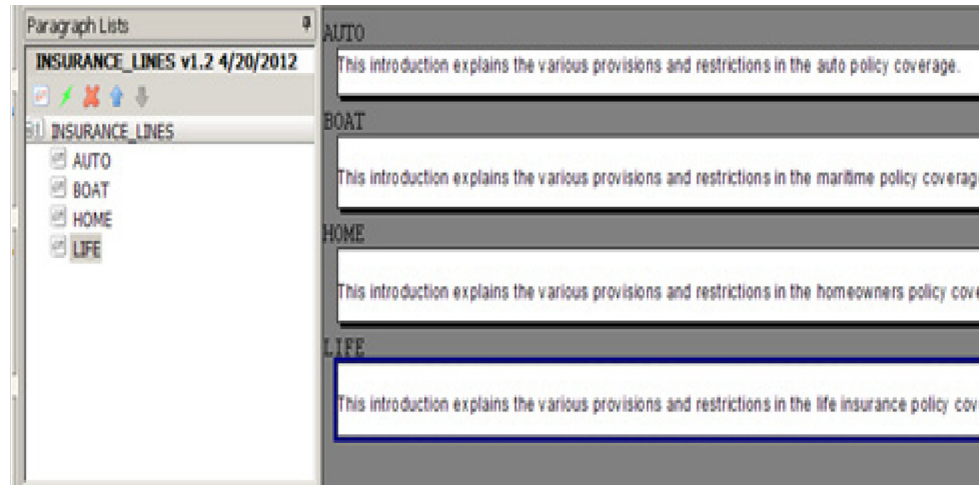 Paragraph Lists
INSURANCE_LINES v1.2 4/20/2012
INSURANCE_LINES
AUTO
BOAT
HOME
LIFE
AUTO
This introduction explains the various provisions and restrictions in the auto policy coverage.
BOAT
This introduction explains the various provisions and restrictions in the maritime policy coverag
HOME
This introduction explains the various provisions and restrictions in the homeowners policy cove
LIFE
This introduction explains the various provisions and restrictions in the life insurance policy cov